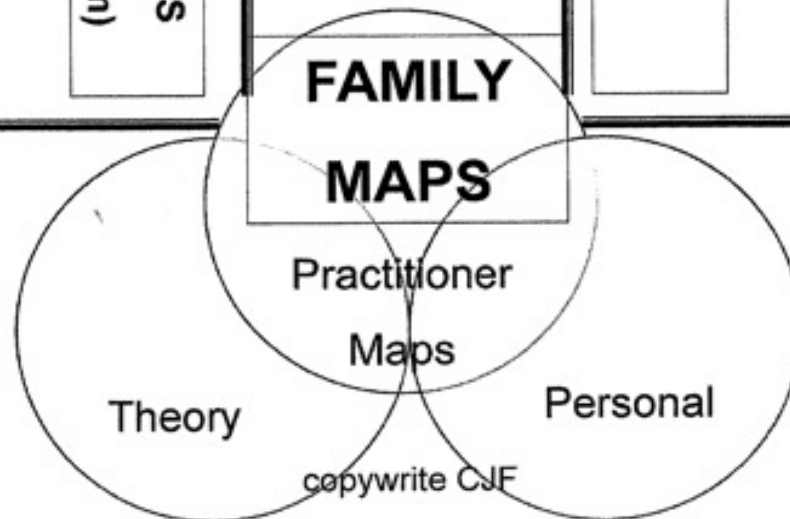 n)
S
FAMILY
MAPS
Practitioner
Maps
Theory
Personal
copywrite CJF